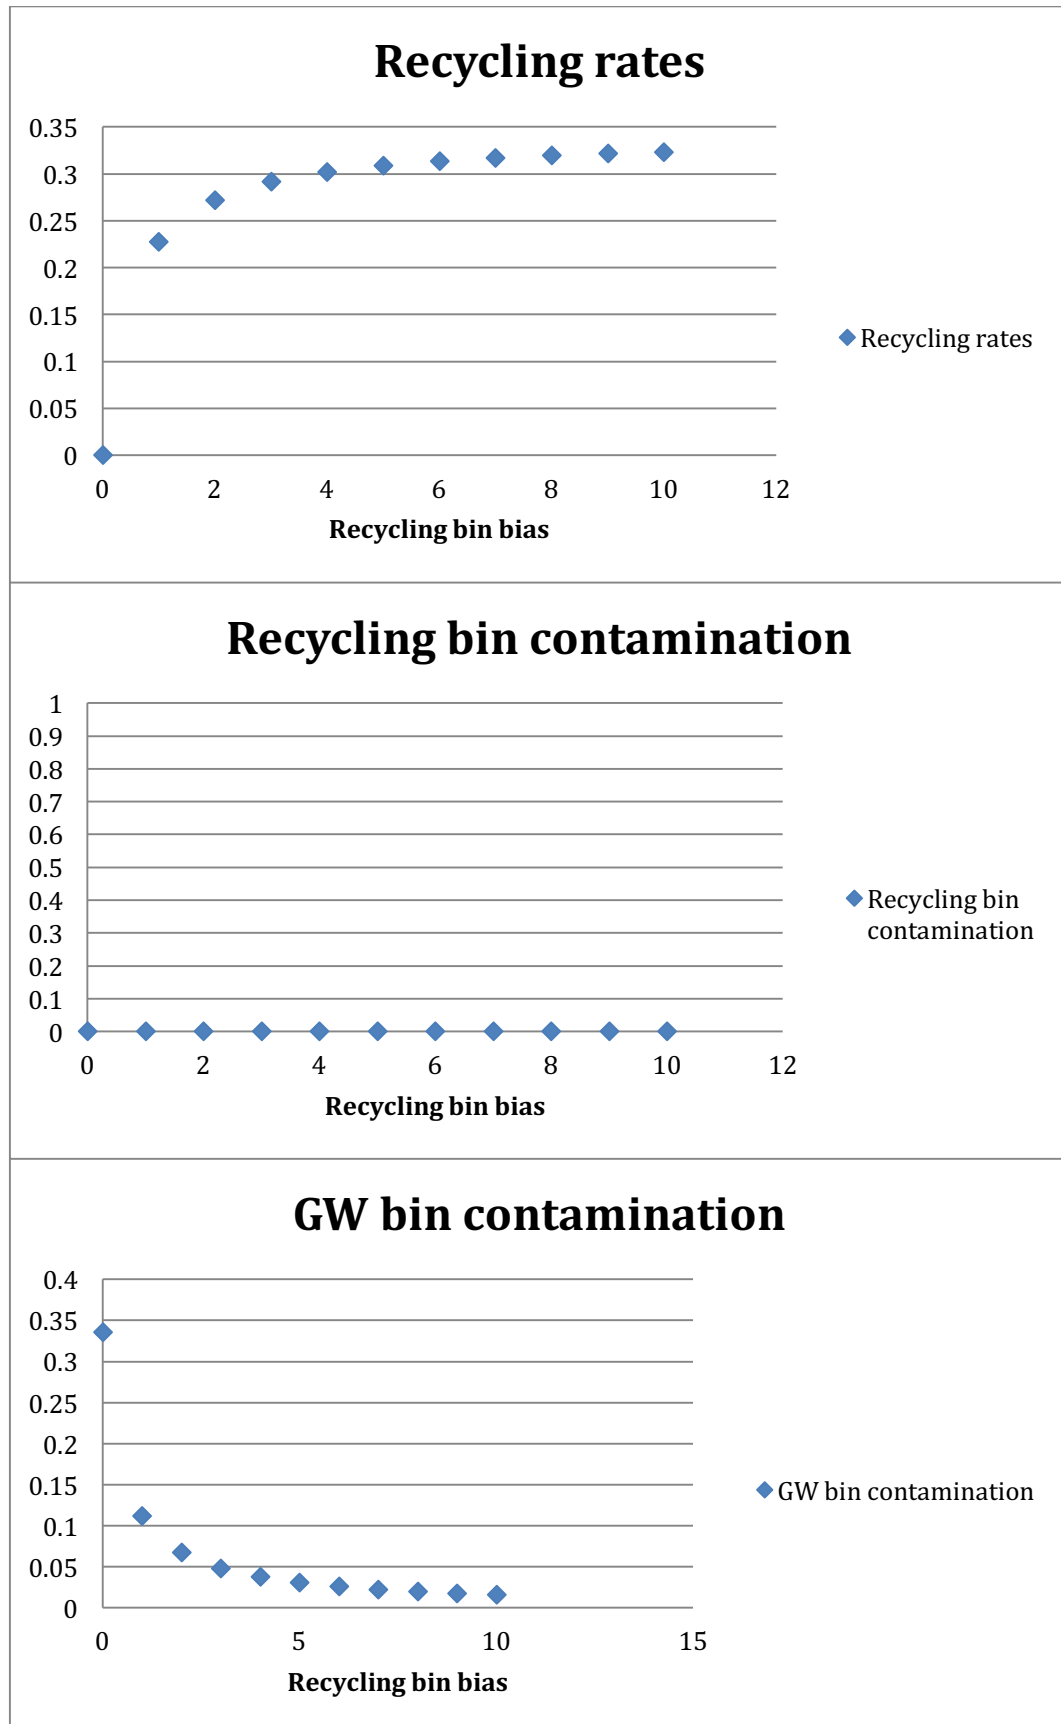 Recycling rates
0.35
0.3
0.25
0.2
0.15
0.1
0.05
0
0 2 4 6 8 10 12
Recycling bin bias
Recycling rates
Recycling bin contamination
1
0.9
0.8
0.7
0.6
0.5
0.4
0.3
0.2
0.1
0
0 2 4 6 8 10 12
Recycling bin bias
Recycling bin
contamination
GW bin contamination
0.4
0.35
0.3
0.25
0.2
0.15
0.1
0.05
0
0 5 10 15
Recycling bin bias
GW bin contamination